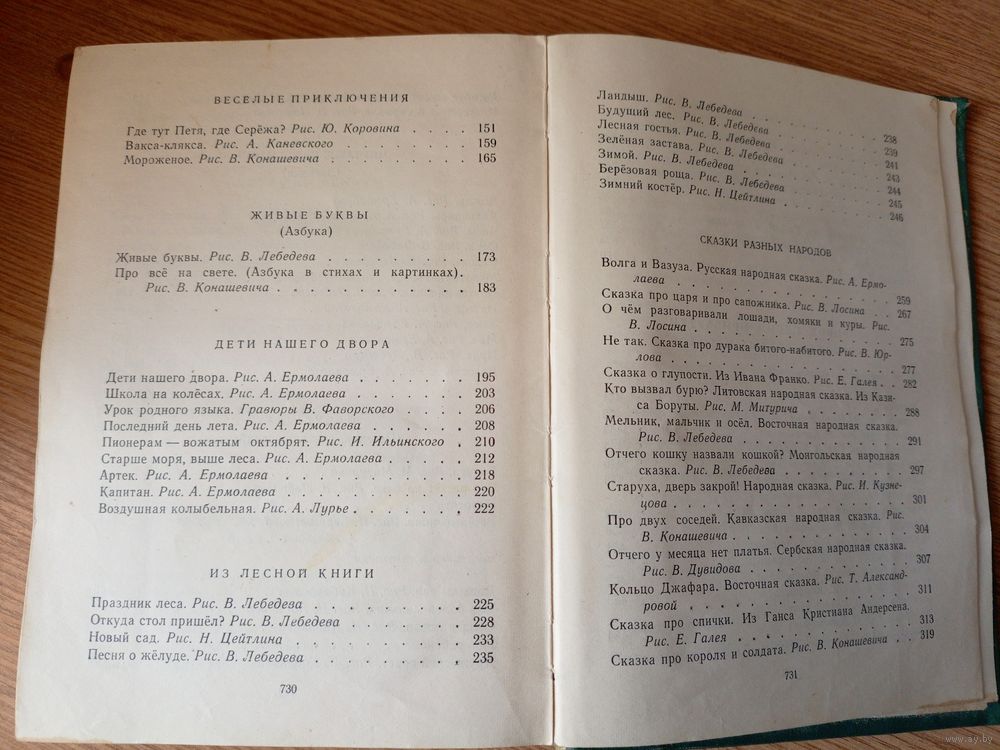 ВЕСЁЛЫЕ ПРИКЛЮЧЕНИЯ
Где тут Петя, где Серёжа? Рис. Ю. Коровина . . . . 151
Вакса-клякса. Рис. А. Каневского . . . . . . . . 159
Мороженое. Рис. В. Конашевича . . . . . . . . . 165
ЖИВЫЕ БУКВЫ
(Азбука)
Живые буквы. Рис. В. Лебедева . . . . . . . . . 173
Про всё на свете. (Азбука в стихах и картинках).
Рис. В. Конашевича . . . . . . . . . . . . 183
ДЕТИ НАШЕГО ДВОРА
Дети нашего двора. Рис. А. Ермолаева . . . . . . . 195
Школа на колёсах. Рис. А. Ермолаева . . . . . . . 203
Урок родного языка. Гравюры В. Фаворского . . . . . 206
Последний день лета. Рис. А. Ермолаева . . . . . . 208
Пионерам — вожатым октябрят. Рис. И. Ильинского . . 210
Старше моря, выше леса. Рис. А. Ермолаева . . . . . 212
Артек. Рис. А. Ермолаева . . . . . . . . . . . 218
Капитан. Рис. А. Ермолаева . . . . . . . . . . 220
Воздушная колыбельная. Рис. А. Лурье . . . . . . . 222
ИЗ ЛЕСНОЙ КНИГИ
Праздник леса. Рис. В. Лебедева . . . . . . . . . 225
Откуда стол пришёл? Рис. В. Лебедева . . . . . . . 228
Новый сад. Рис. Н. Цейтлина . . . . . . . . . . 233
Песня о жёлуде. Рис. В. Лебедева . . . . . . . . . 235
730
Ландыш. Рис. В. Лебедева . . . . . . . . . 238
Будущий лес. Рис. В. Лебедева . . . . . . . 239
Лесная гостья. Рис. В. Лебедева . . . . . . . 241
Зелёная застава. Рис. В. Лебедева . . . . . . 243
Зимой. Рис. В. Лебедева . . . . . . . . . 244
Берёзовая роща. Рис. В. Лебедева . . . . . . 245
Зимний костёр. Рис. Н. Цейтлина . . . . . . . 246
СКАЗКИ РАЗНЫХ НАРОДОВ
Волга и Вазуза. Русская народная сказка. Рис. А. Ермо-
лаева . . . . . . . . . . . . . . . 259
Сказка про царя и про сапожника. Рис. В. Лосина . . 267
О чём разговаривали лошади, хомяки и куры. Рис.
В. Лосина . . . . . . . . . . . . . . 275
Не так. Сказка про дурака битого-набитого. Рис. В. Юр-
лова . . . . . . . . . . . . . . . . 277
Сказка о глупости. Из Ивана Франко. Рис. Е. Галея . . 282
Кто вызвал бурю? Литовская народная сказка. Из Кази-
са Боруты. Рис. М. Митурича . . . . . . . . 288
Мельник, мальчик и осёл. Восточная народная сказка.
Рис. В. Лебедева . . . . . . . . . . . . 291
Отчего кошку назвали кошкой? Монгольская народная
сказка. Рис. В. Лебедева . . . . . . . . . 297
Старуха, дверь закрой! Народная сказка. Рис. И. Кузне-
цова . . . . . . . . . . . . . . . . 301
Про двух соседей. Кавказская народная сказка. Рис.
В. Конашевича . . . . . . . . . . . . . 304
Отчего у месяца нет платья. Сербская народная сказка.
Рис. В. Дувидова . . . . . . . . . . . . 307
Кольцо Джафара. Восточная сказка. Рис. Т. Александ-
ровой . . . . . . . . . . . . . . . 311
Сказка про спички. Из Ганса Кристиана Андерсена.
Рис. Е. Галея . . . . . . . . . . . . . 313
Сказка про короля и солдата. Рис. В. Конашевича . . 319
731
www.ay.by